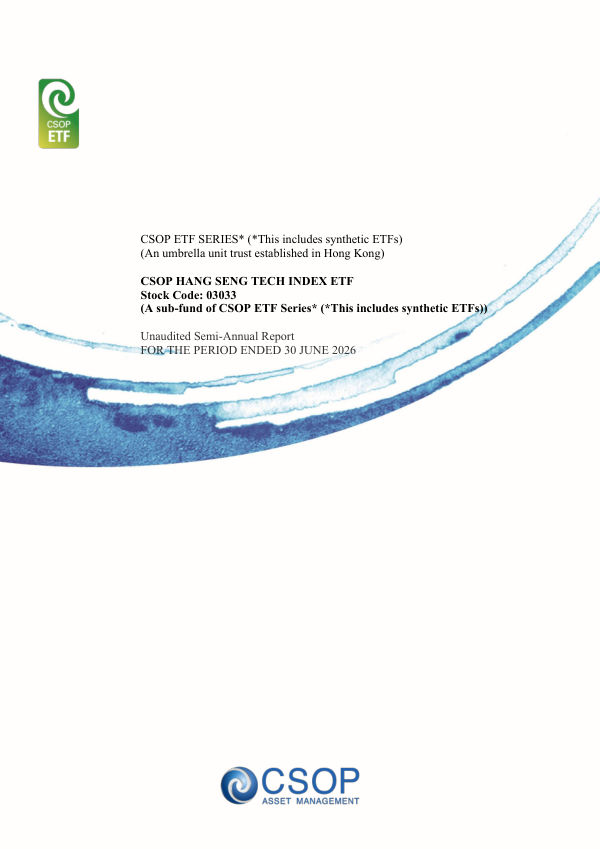 CSOP
ETF
CSOP ETF SERIES* (*This includes synthetic ETFs)
(An umbrella unit trust established in Hong Kong)
CSOP HANG SENG TECH INDEX ETF
Stock Code: 03033
(A sub-fund of CSOP ETF Series* (*This includes synthetic ETFs))
Unaudited Semi-Annual Report
FOR THE PERIOD ENDED 30 JUNE 2026
CSOP
ASSET MANAGEMENT